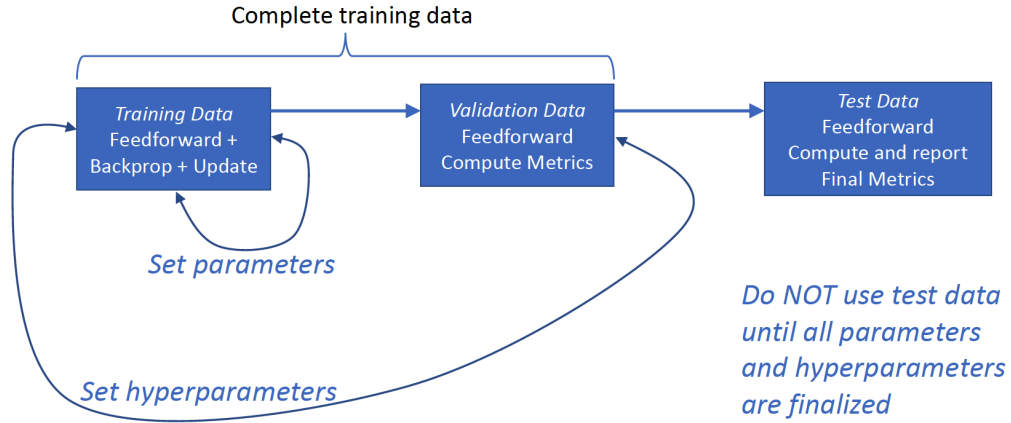 Complete training data
Training Data
Feedforward +
Backprop + Update
Validation Data
Feedforward
Compute Metrics
Test Data
Feedforward
Compute and report
Final Metrics
Set parameters
Set hyperparameters
Do NOT use test data
until all parameters
and hyperparameters
are finalized